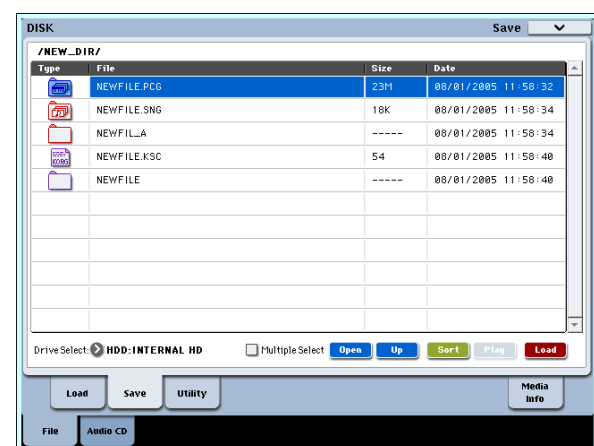 DISK Save
/NEW_DIR/
Type File Size Date
NEWFILE.PCG 23M 08/01/2005 11:58:32
NEWFILE.SNG 18K 08/01/2005 11:58:34
NEWFIL_A ----- 08/01/2005 11:58:34
NEWFILE.KSC 54 08/01/2005 11:58:40
NEWFILE ----- 08/01/2005 11:58:40
Drive Select: HDD:INTERNAL HD Multiple Select Open Up Sort Play Load
Load Save Utility Media Info
File Audio CD